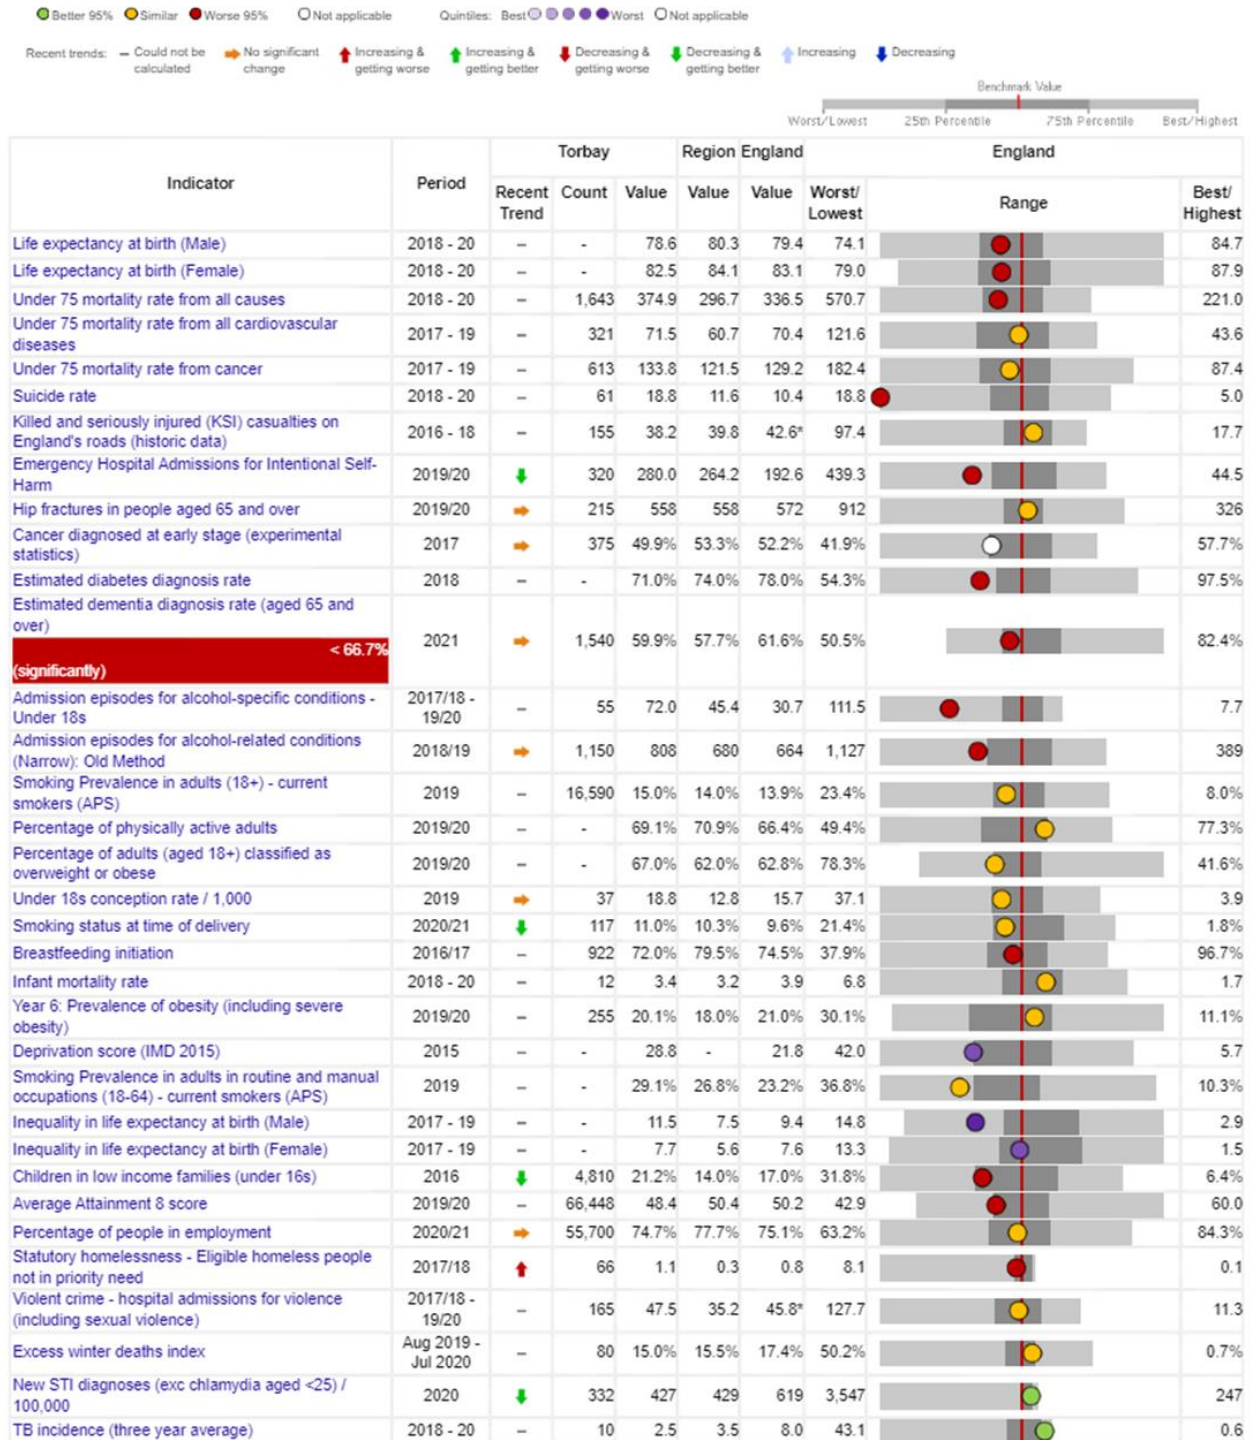 Better 95% Similar Worse 95% Not applicable Quintiles: Best Worst Not applicable
Recent trends: – Could not be calculated No significant change Increasing & getting worse Increasing & getting better Decreasing & getting worse Decreasing & getting better Increasing Decreasing
Benchmark Value
Worst/Lowest 25th Percentile 75th Percentile Best/Highest
Torbay Region England England
Indicator Period Recent Trend Count Value Value Value Worst/ Lowest Range Best/ Highest
Life expectancy at birth (Male) 2018 - 20 – - 78.6 80.3 79.4 74.1 84.7
Life expectancy at birth (Female) 2018 - 20 – - 82.5 84.1 83.1 79.0 87.9
Under 75 mortality rate from all causes 2018 - 20 – 1,643 374.9 296.7 336.5 570.7 221.0
Under 75 mortality rate from all cardiovascular
diseases 2017 - 19 – 321 71.5 60.7 70.4 121.6 43.6
Under 75 mortality rate from cancer 2017 - 19 – 613 133.8 121.5 129.2 182.4 87.4
Suicide rate 2018 - 20 – 61 18.8 11.6 10.4 18.8 5.0
Killed and seriously injured (KSI) casualties on
England's roads (historic data) 2016 - 18 – 155 38.2 39.8 42.6* 97.4 17.7
Emergency Hospital Admissions for Intentional Self-
Harm 2019/20 320 280.0 264.2 192.6 439.3 44.5
Hip fractures in people aged 65 and over 2019/20 215 558 558 572 912 326
Cancer diagnosed at early stage (experimental
statistics) 2017 375 49.9% 53.3% 52.2% 41.9% 57.7%
Estimated diabetes diagnosis rate 2018 – - 71.0% 74.0% 78.0% 54.3% 97.5%
Estimated dementia diagnosis rate (aged 65 and
over)
< 66.7%
(significantly) 2021 1,540 59.9% 57.7% 61.6% 50.5% 82.4%
Admission episodes for alcohol-specific conditions -
Under 18s 2017/18 - 19/20 – 55 72.0 45.4 30.7 111.5 7.7
Admission episodes for alcohol-related conditions
(Narrow): Old Method 2018/19 1,150 808 680 664 1,127 389
Smoking Prevalence in adults (18+) - current
smokers (APS) 2019 – 16,590 15.0% 14.0% 13.9% 23.4% 8.0%
Percentage of physically active adults 2019/20 – - 69.1% 70.9% 66.4% 49.4% 77.3%
Percentage of adults (aged 18+) classified as
overweight or obese 2019/20 – - 67.0% 62.0% 62.8% 78.3% 41.6%
Under 18s conception rate / 1,000 2019 37 18.8 12.8 15.7 37.1 3.9
Smoking status at time of delivery 2020/21 117 11.0% 10.3% 9.6% 21.4% 1.8%
Breastfeeding initiation 2016/17 – 922 72.0% 79.5% 74.5% 37.9% 96.7%
Infant mortality rate 2018 - 20 – 12 3.4 3.2 3.9 6.8 1.7
Year 6: Prevalence of obesity (including severe
obesity) 2019/20 – 255 20.1% 18.0% 21.0% 30.1% 11.1%
Deprivation score (IMD 2015) 2015 – - 28.8 - 21.8 42.0 5.7
Smoking Prevalence in adults in routine and manual
occupations (18-64) - current smokers (APS) 2019 – - 29.1% 26.8% 23.2% 36.8% 10.3%
Inequality in life expectancy at birth (Male) 2017 - 19 – - 11.5 7.5 9.4 14.8 2.9
Inequality in life expectancy at birth (Female) 2017 - 19 – - 7.7 5.6 7.6 13.3 1.5
Children in low income families (under 16s) 2016 4,810 21.2% 14.0% 17.0% 31.8% 6.4%
Average Attainment 8 score 2019/20 – 66,448 48.4 50.4 50.2 42.9 60.0
Percentage of people in employment 2020/21 55,700 74.7% 77.7% 75.1% 63.2% 84.3%
Statutory homelessness - Eligible homeless people
not in priority need 2017/18 66 1.1 0.3 0.8 8.1 0.1
Violent crime - hospital admissions for violence
(including sexual violence) 2017/18 - 19/20 – 165 47.5 35.2 45.8* 127.7 11.3
Excess winter deaths index Aug 2019 - Jul 2020 – 80 15.0% 15.5% 17.4% 50.2% 0.7%
New STI diagnoses (exc chlamydia aged <25) /
100,000 2020 332 427 429 619 3,547 247
TB incidence (three year average) 2018 - 20 – 10 2.5 3.5 8.0 43.1 0.6